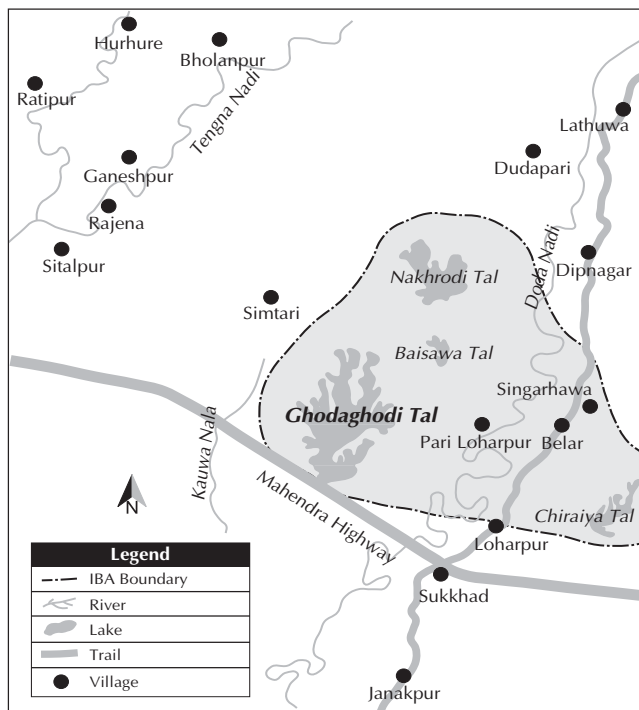 Hurhure
Bholanpur
Ratipur
Tengna Nadi
Lathuwa
Dudapari
Ganeshpur
Rajena
Sitalpur
Doda Nadi
Dipnagar
Nakhrodi Tal
Simtari
Baisawa Tal
Singarhawa
Ghodaghodi Tal
Pari Loharpur
Belar
Kauwa Nala
Mahendra Highway
Chiraiya Tal
N
Loharpur
Sukkhad
Janakpur
Legend
IBA Boundary
River
Lake
Trail
Village